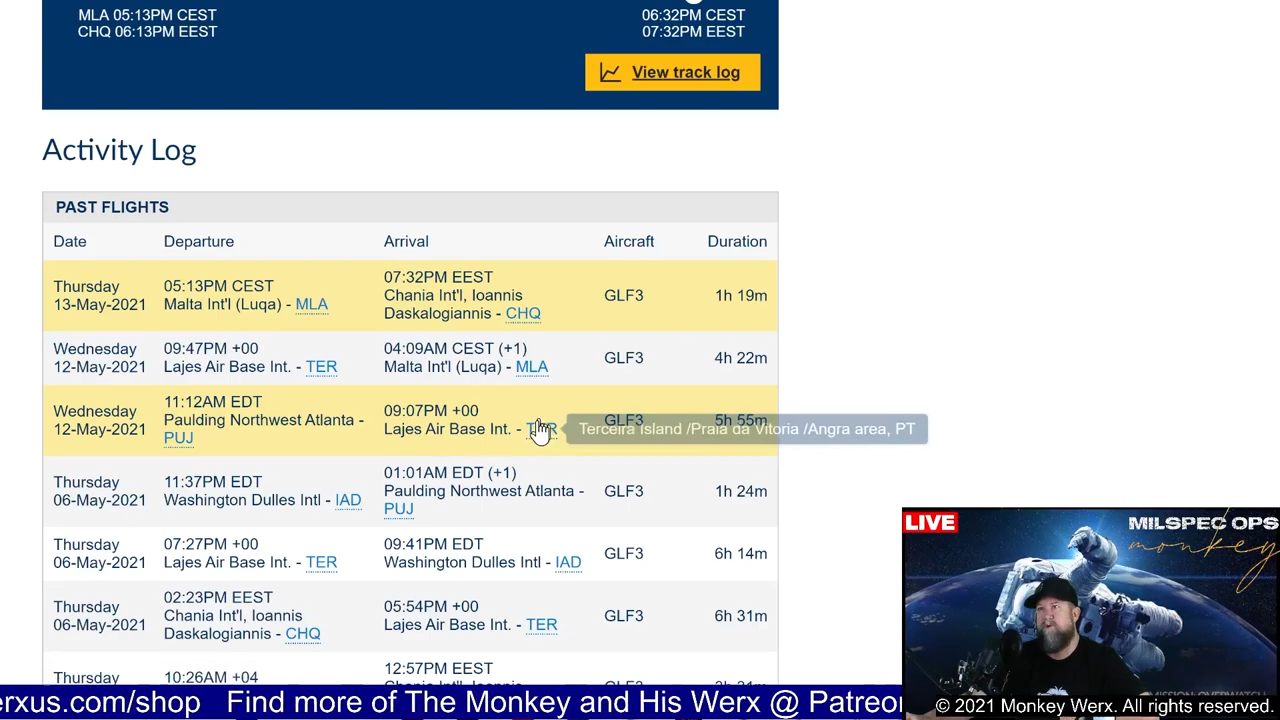 MLA 05:13PM CEST
CHQ 06:13PM EEST
06:32PM CEST
07:32PM EEST
View track log
Activity Log
PAST FLIGHTS
Date Departure Arrival Aircraft Duration
Thursday
13-May-2021
05:13PM CEST
Malta Int'l (Luqa) - MLA
07:32PM EEST
Chania Int'l, Ioannis
Daskalogiannis - CHQ
GLF3
1h 19m
Wednesday
12-May-2021
09:47PM +00
Lajes Air Base Int. - TER
04:09AM CEST (+1)
Malta Int'l (Luqa) - MLA
GLF3
4h 22m
Wednesday
12-May-2021
11:12AM EDT
Paulding Northwest Atlanta -
PUJ
09:07PM +00
Lajes Air Base Int. - TER
GLF3
5h 55m
Terceira Island /Praia da Vitoria /Angra area, PT
Thursday
06-May-2021
11:37PM EDT
Washington Dulles Intl - IAD
01:01AM EDT (+1)
Paulding Northwest Atlanta -
PUJ
GLF3
1h 24m
Thursday
06-May-2021
07:27PM +00
Lajes Air Base Int. - TER
09:41PM EDT
Washington Dulles Intl - IAD
GLF3
6h 14m
Thursday
06-May-2021
02:23PM EEST
Chania Int'l, Ioannis
Daskalogiannis - CHQ
05:54PM +00
Lajes Air Base Int. - TER
GLF3
6h 31m
Thursday
10:26AM +04
12:57PM EEST
LIVE
MILSPEC OPS
monkey
erxus.com/shop Find more of The Monkey and His Werx @ Patreo
© 2021 Monkey Werx. All rights reserved.